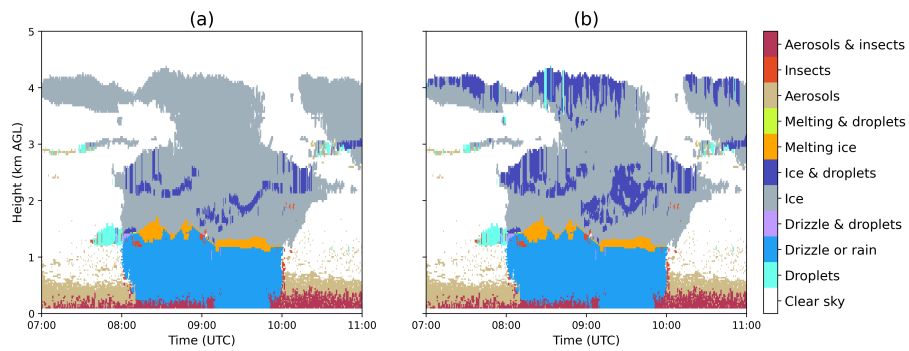 (a)
(b)
5
4
3
2
1
0
Height (km AGL)
07:00 08:00 09:00 10:00 11:00
07:00 08:00 09:00 10:00 11:00
Time (UTC)
Time (UTC)
Aerosols & insects
Insects
Aerosols
Melting & droplets
Melting ice
Ice & droplets
Ice
Drizzle & droplets
Drizzle or rain
Droplets
Clear sky